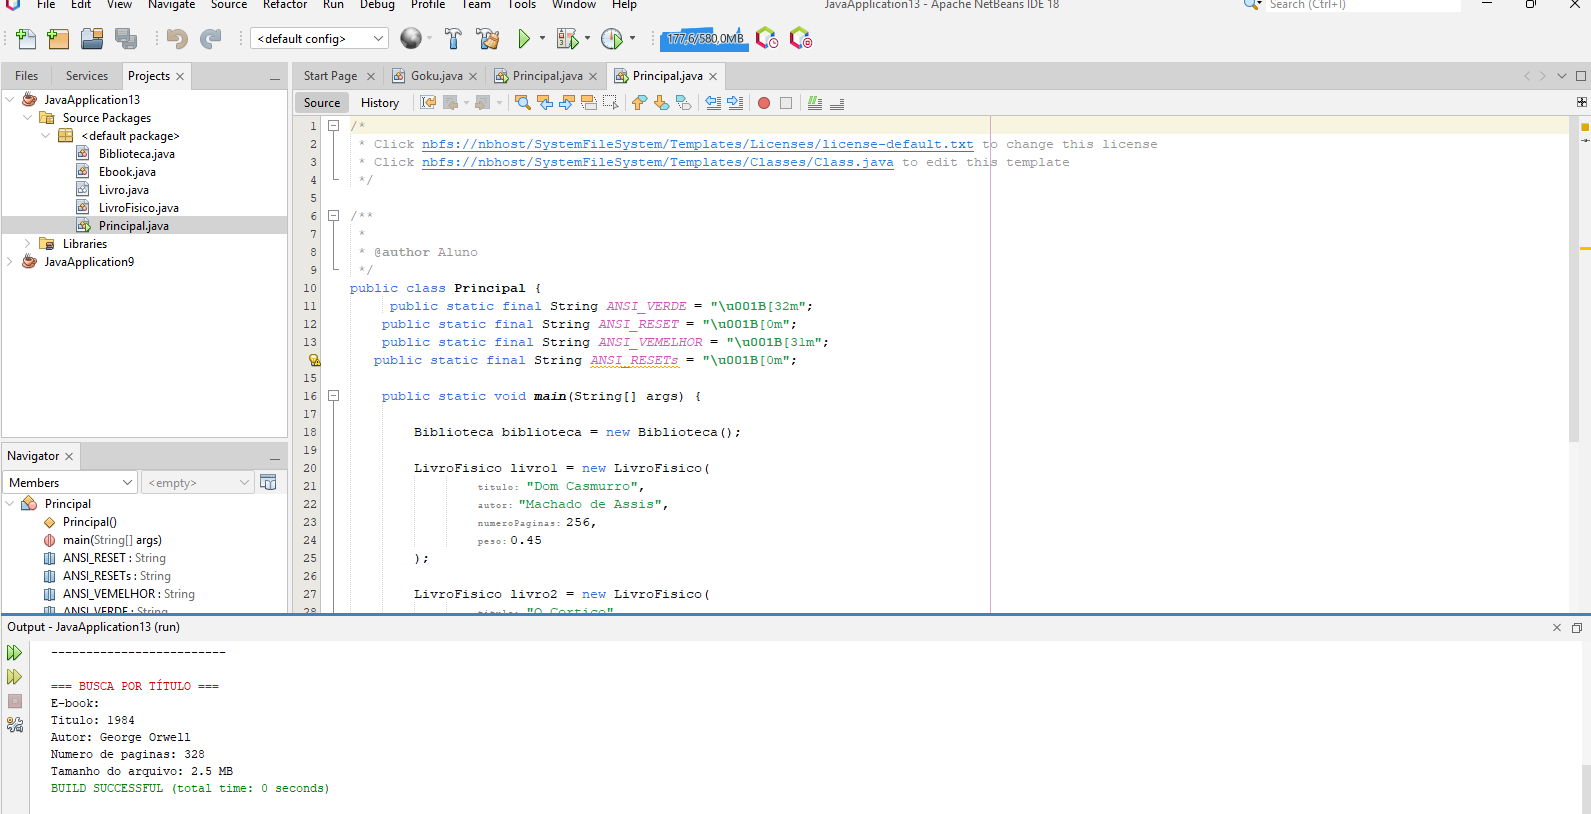 File Edit View Navigate Source Refactor Run Debug Profile Team Tools Window Help
JavaApplication13 - Apache NetBeans IDE 18
Search (Ctrl+I)
<default config>
177,6/580,0MB
Files Services Projects
Start Page Goku.java Principal.java Principal.java
Source History
JavaApplication13
Source Packages
<default package>
Biblioteca.java
Ebook.java
Livro.java
LivroFisico.java
Principal.java
Libraries
JavaApplication9
Navigator
Members <empty>
Principal
Principal()
main(String[] args)
ANSI_RESET : String
ANSI_RESETs : String
ANSI_VEMELHOR : String
ANSI_VERDE : String
1 /*
2 * Click nbfs://nbhost/SystemFileSystem/Templates/Licenses/license-default.txt to change this license
3 * Click nbfs://nbhost/SystemFileSystem/Templates/Classes/Class.java to edit this template
4 */
5
6 /**
7 *
8 * @author Aluno
9 */
10 public class Principal {
11 public static final String ANSI_VERDE = "\u001B[32m";
12 public static final String ANSI_RESET = "\u001B[0m";
13 public static final String ANSI_VEMELHOR = "\u001B[31m";
public static final String ANSI_RESETs = "\u001B[0m";
15
16 public static void main(String[] args) {
17
18 Biblioteca biblioteca = new Biblioteca();
19
20 LivroFisico livro1 = new LivroFisico(
21 titulo: "Dom Casmurro",
22 autor: "Machado de Assis",
23 numeroPaginas: 256,
24 peso: 0.45
25 );
26
27 LivroFisico livro2 = new LivroFisico(
28 titulo: "O Cortico"
Output - JavaApplication13 (run)
-------------------------
=== BUSCA POR TÍTULO ===
E-book:
Titulo: 1984
Autor: George Orwell
Numero de paginas: 328
Tamanho do arquivo: 2.5 MB
BUILD SUCCESSFUL (total time: 0 seconds)